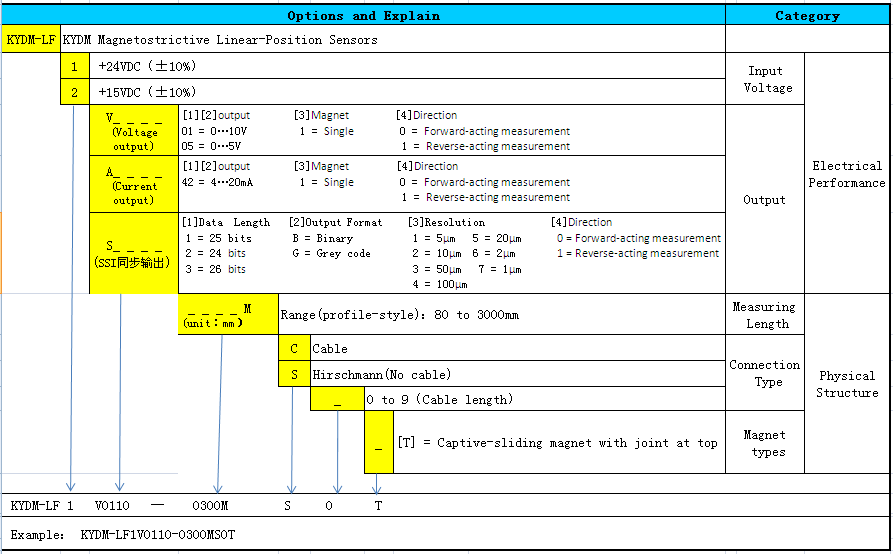 Options and Explain Category
KYDM-LF KYDM Magnetostrictive Linear-Position Sensors
1 +24VDC (±10%)
Input Voltage
2 +15VDC (±10%)
V_ _ _ _
(Voltage output)
[1][2]output [3]Magnet [4]Direction
01 = 0…10V 1 = Single 0 = Forward-acting measurement
05 = 0…5V 1 = Reverse-acting measurement
A_ _ _ _
(Current output)
[1][2]output [3]Magnet [4]Direction
42 = 4…20mA 1 = Single 0 = Forward-acting measurement
1 = Reverse-acting measurement
Output
Electrical Performance
S_ _ _ _
(SSI同步输出)
[1]Data Length [2]Output Format [3]Resolution [4]Direction
1 = 25 bits B = Binary 1 = 5μm 5 = 20μm 0 = Forward-acting measurement
2 = 24 bits G = Grey code 2 = 10μm 6 = 2μm 1 = Reverse-acting measurement
3 = 26 bits 3 = 50μm 7 = 1μm
4 = 100μm
_ _ _ _ M
(unit:mm)
Range(profile-style): 80 to 3000mm
Measuring Length
C Cable
S Hirschmann(No cable)
Connection Type
_ 0 to 9 (Cable length)
Physical Structure
_ [T] = Captive-sliding magnet with joint at top
Magnet types
KYDM-LF 1 V0110 — 0300M S 0 T
Example: KYDM-LF1V0110-0300MS0T